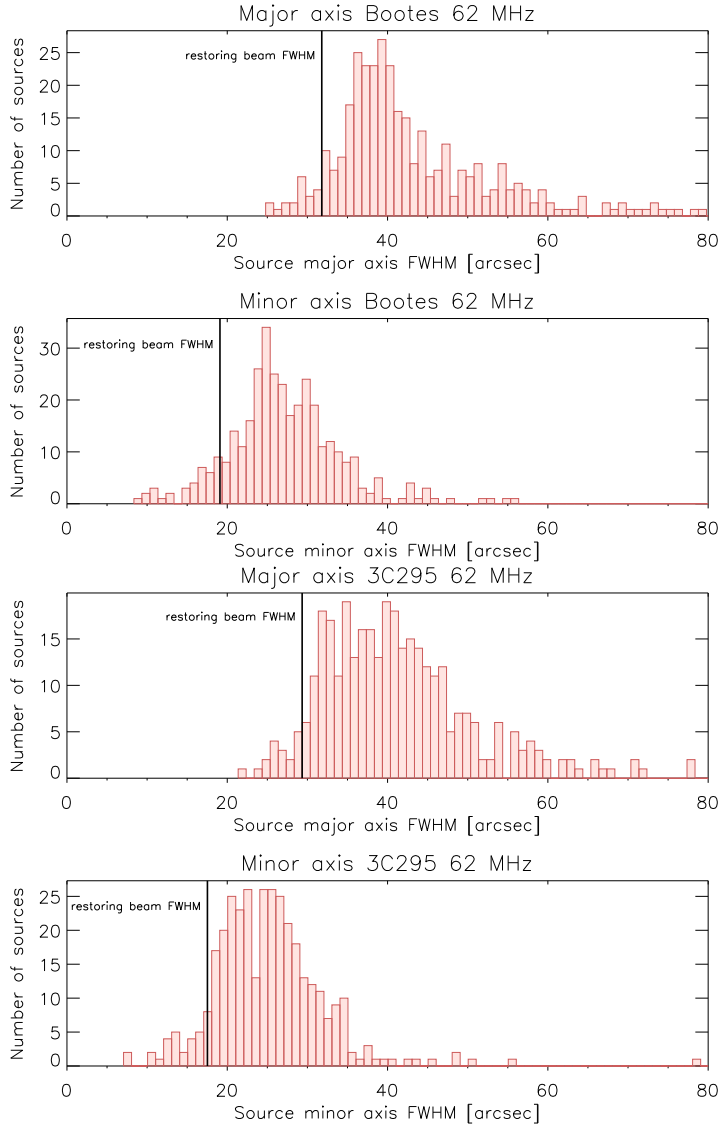 Major axis Bootes 62 MHz
restoring beam FWHM
Number of sources
25
20
15
10
5
0
0 20 40 60 80
Source major axis FWHM [arcsec]
Minor axis Bootes 62 MHz
restoring beam FWHM
Number of sources
30
20
10
0
0 20 40 60 80
Source minor axis FWHM [arcsec]
Major axis 3C295 62 MHz
restoring beam FWHM
Number of sources
15
10
5
0
0 20 40 60 80
Source major axis FWHM [arcsec]
Minor axis 3C295 62 MHz
restoring beam FWHM
Number of sources
25
20
15
10
5
0
0 20 40 60 80
Source minor axis FWHM [arcsec]